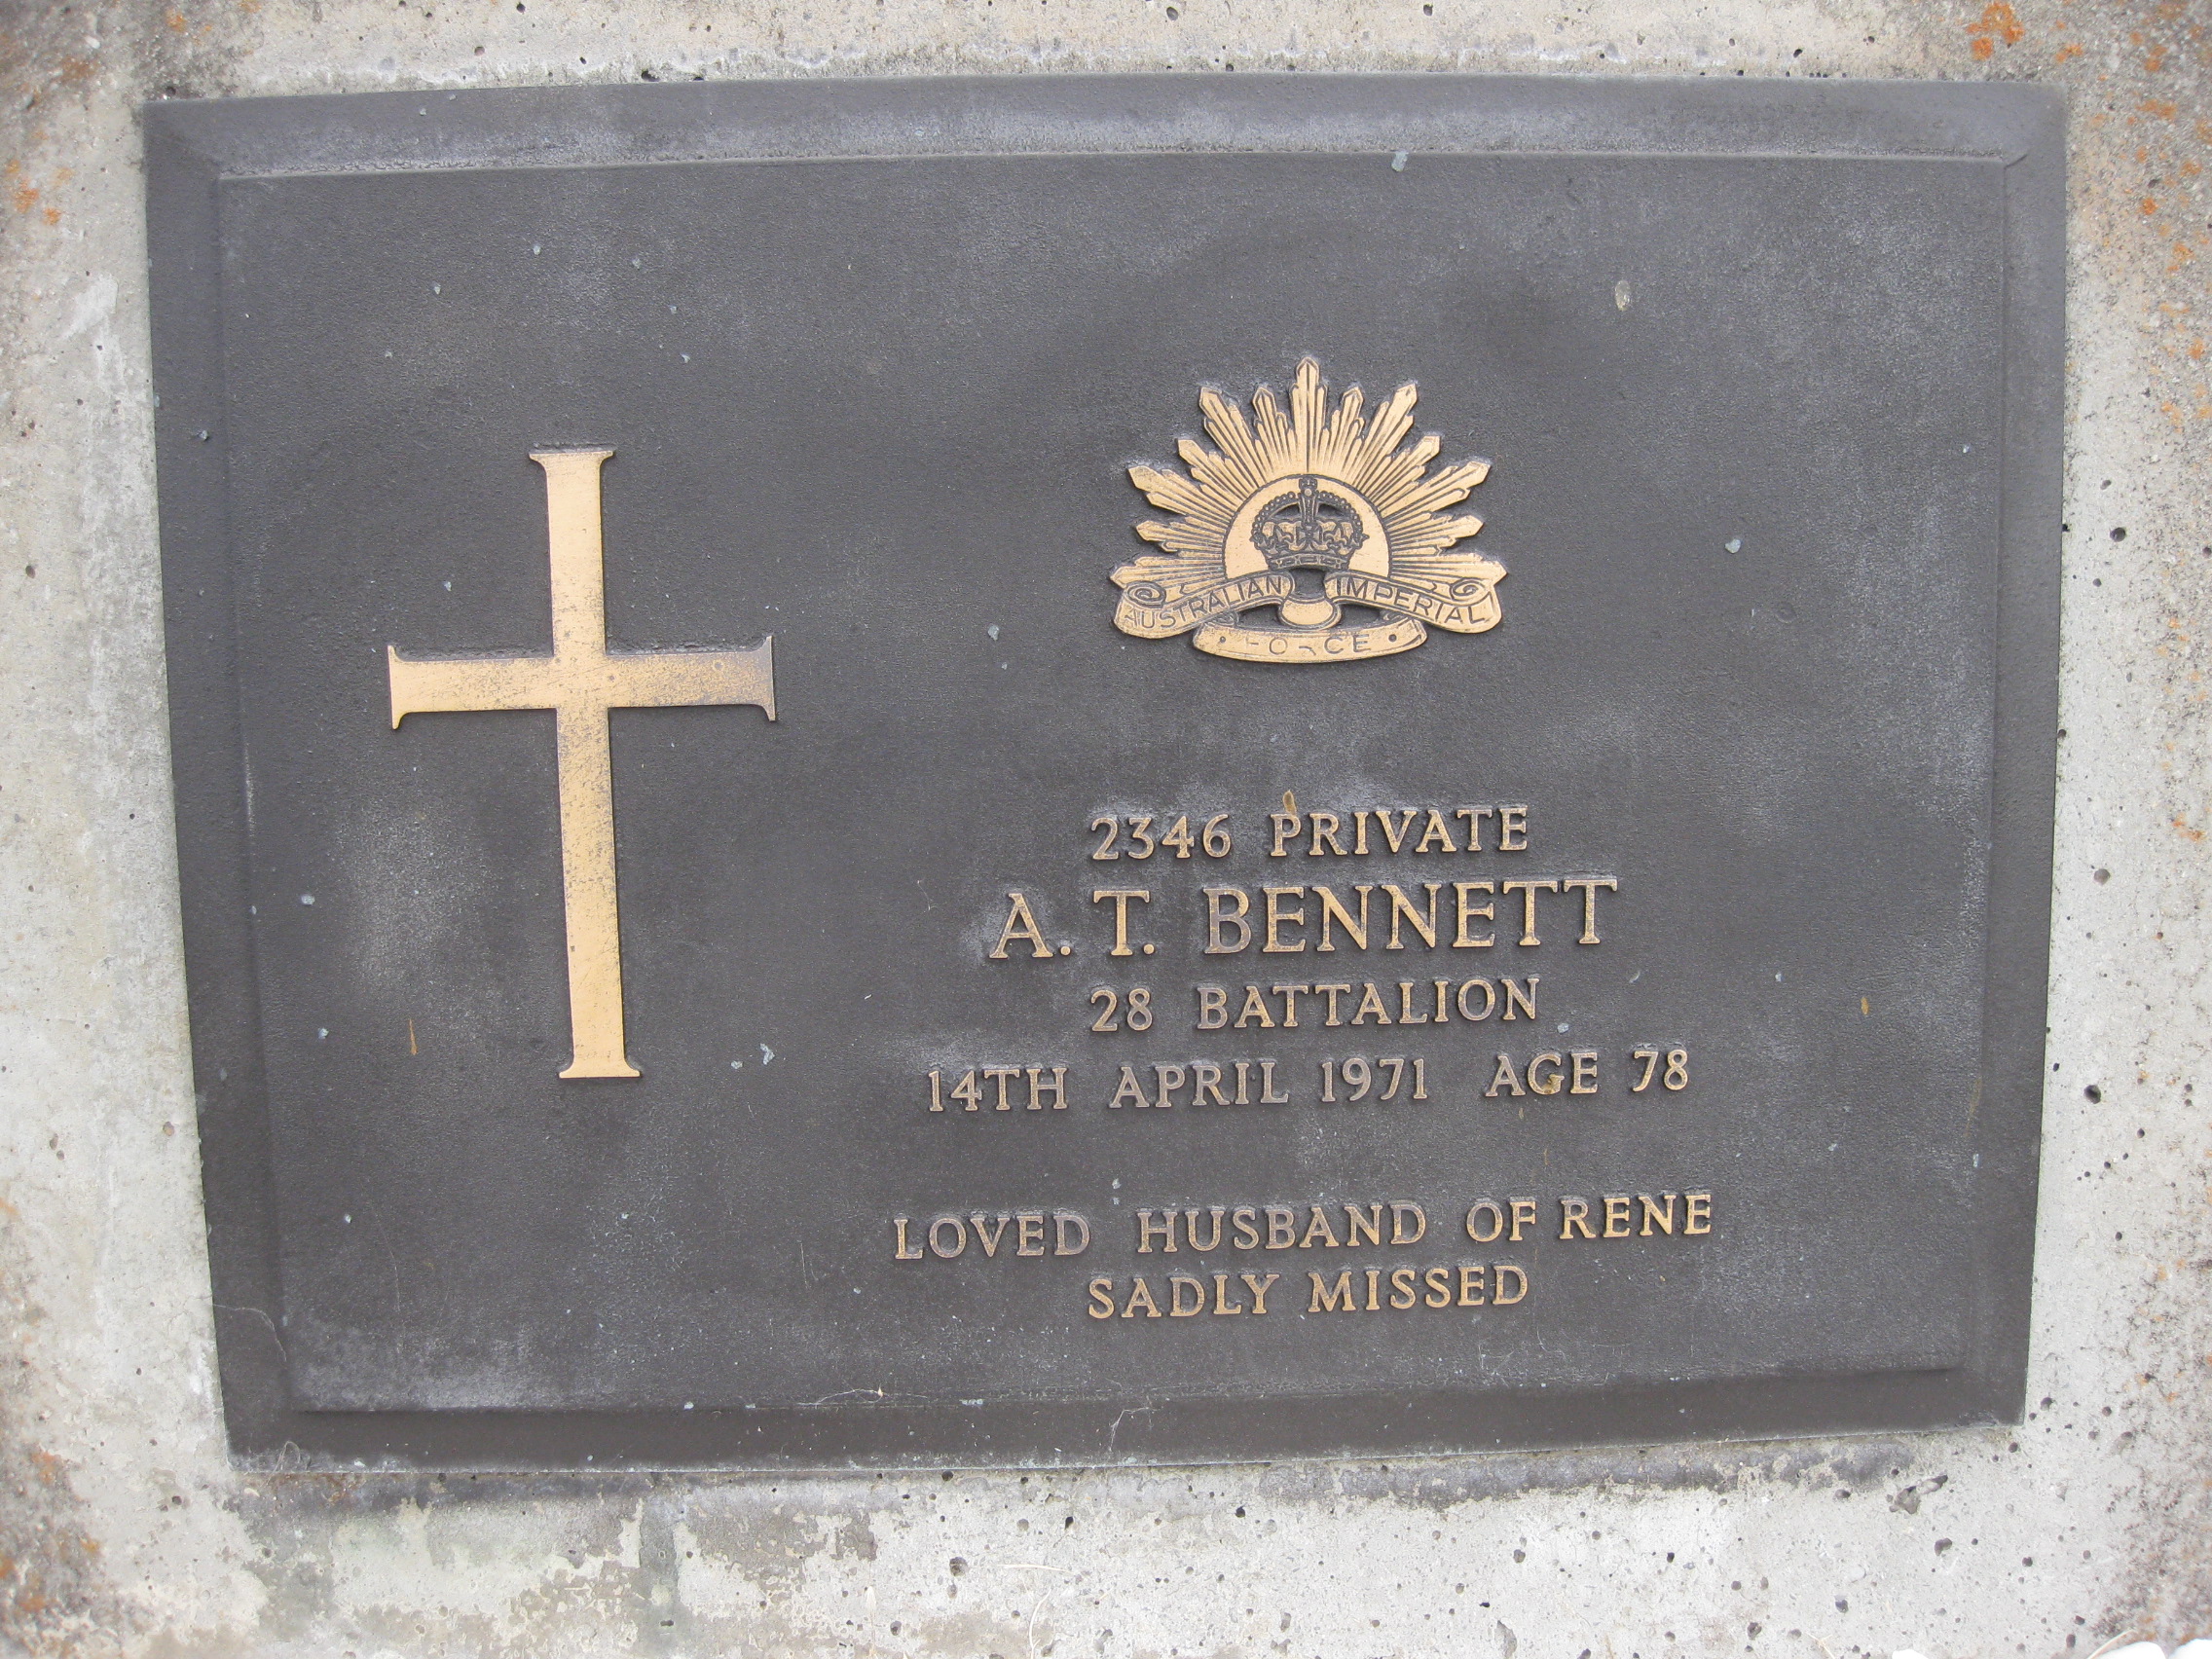 AUSTRALIAN IMPERIAL
FORCE
2346 PRIVATE
A. T. BENNETT
28 BATTALION
14TH APRIL 1971 AGE 78
LOVED HUSBAND OF RENE
SADLY MISSED